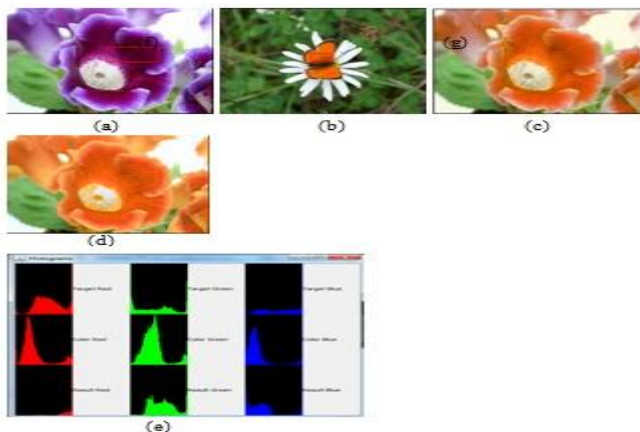 (g)
(a)
(b)
(c)
(d)
Histograms
Target Red
Target Green
Target Blue
Color Red
Color Green
Color Blue
Result Red
Result Green
Result Blue
(e)